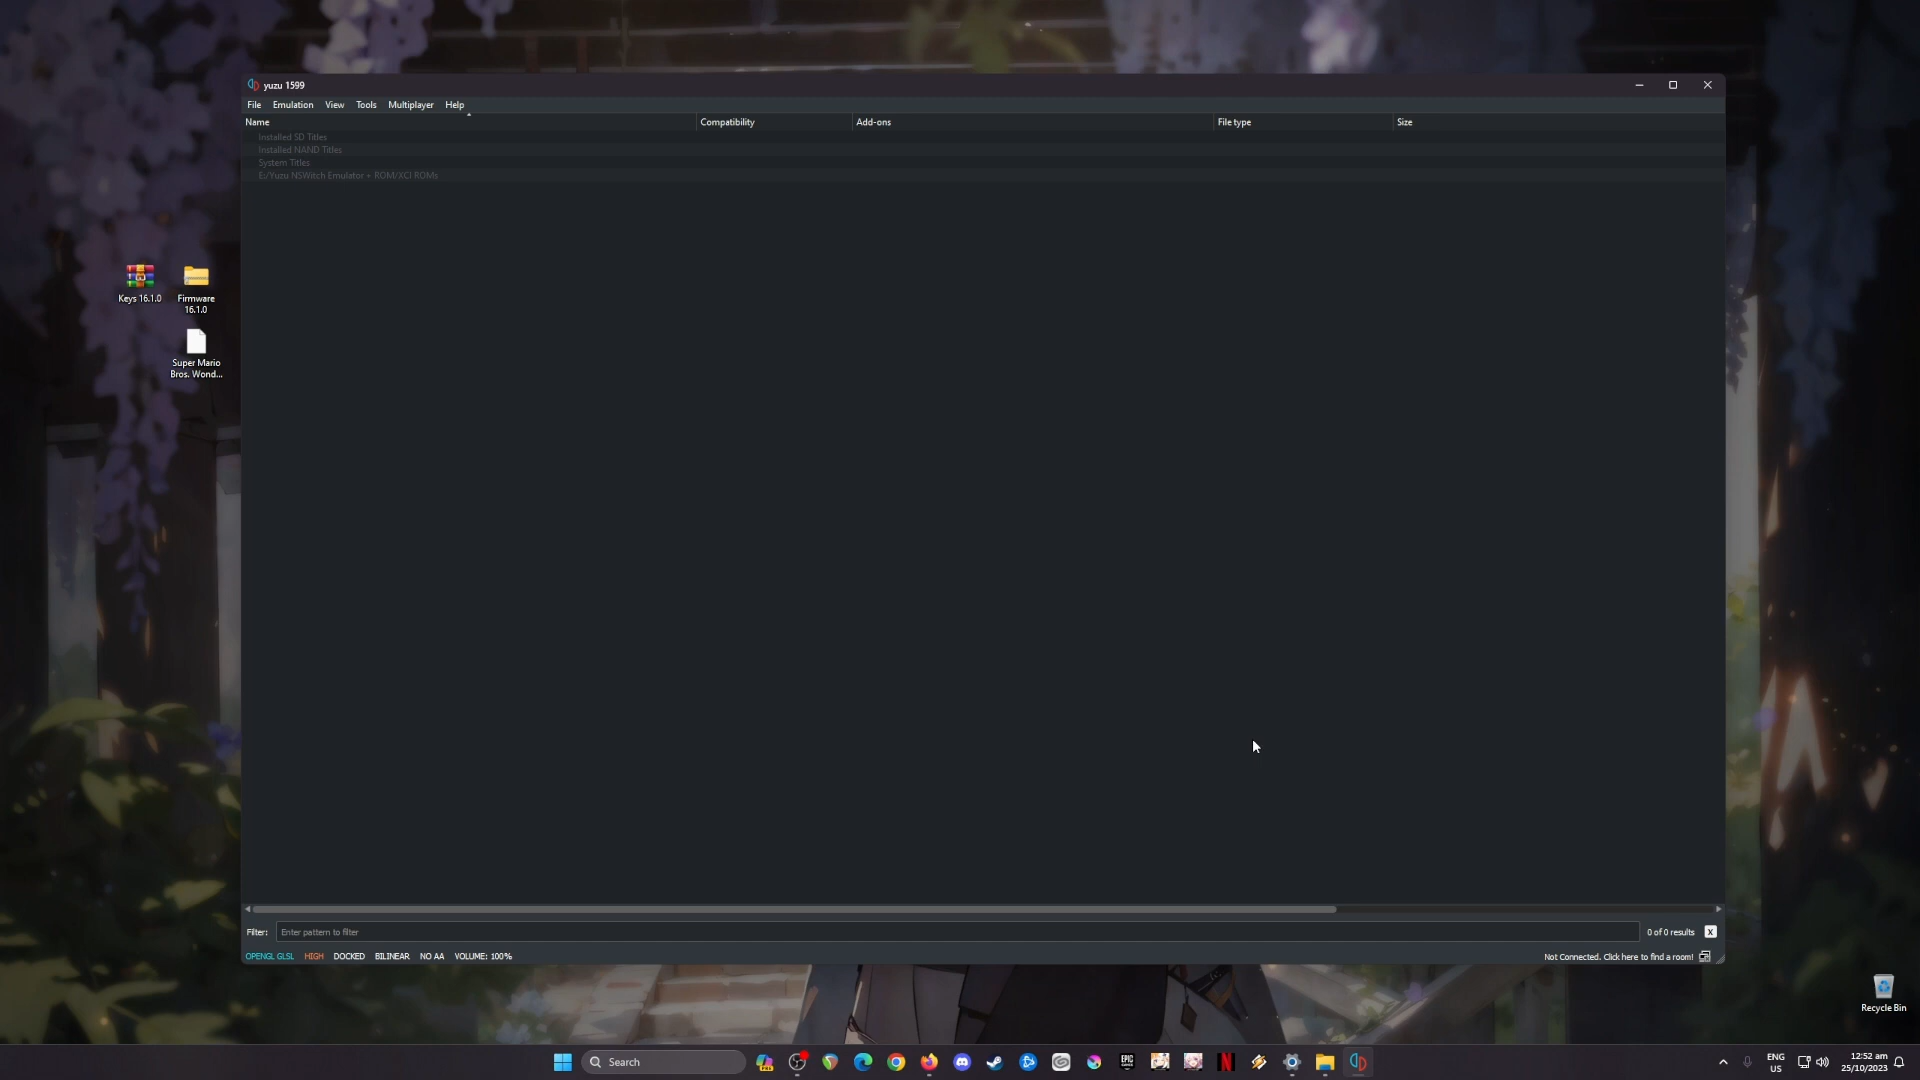 yuzu 1599
File Emulation View Tools Multiplayer Help
Name Compatibility Add-ons File type Size
Installed SD Titles
Installed NAND Titles
System Titles
E:/Yuzu NSWitch Emulator + ROM/XCI ROMs
Keys 16.1.0
Firmware
16.1.0
Super Mario
Bros. Wond...
Filter: Enter pattern to filter 0 of 0 results X
OPENGL GLSL HIGH DOCKED BILINEAR NO AA VOLUME: 100% Not Connected. Click here to find a room!
Recycle Bin
Search
EPIC
GAMES
N
ENG
US
12:52 am
25/10/2023